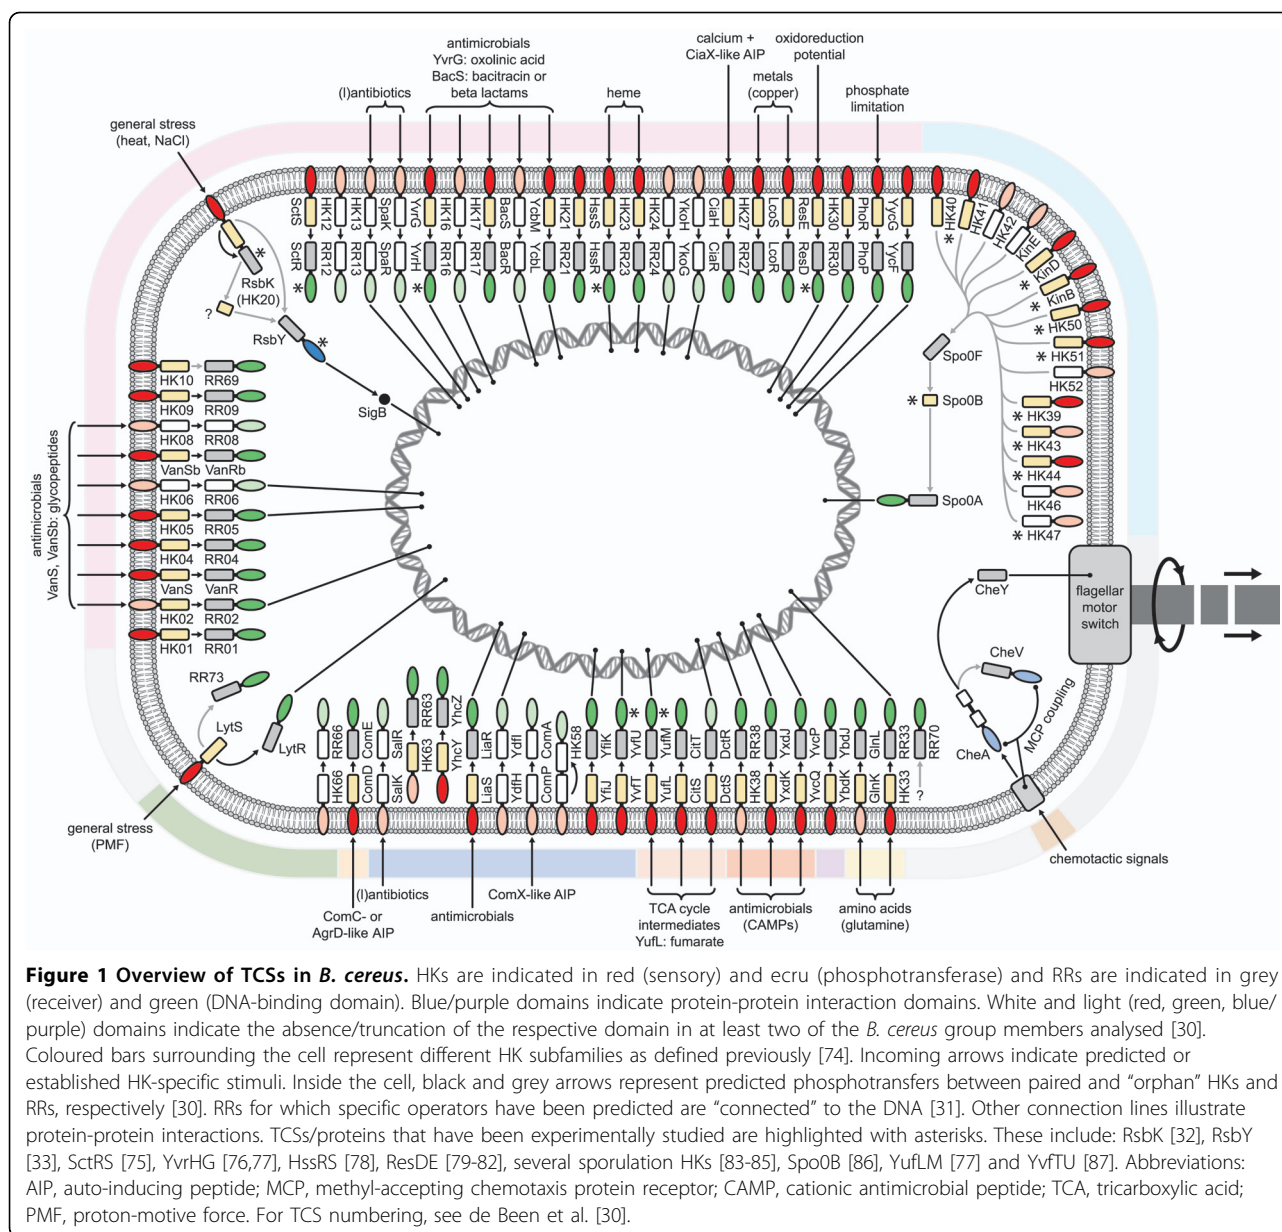 antimicrobials
YvrG: oxolinic acid
BacS: bacitracin or
beta lactams
calcium +
CiaX-like AIP
oxidoreduction
potential
(l)antibiotics
heme
metals
(copper)
phosphate
limitation
general stress
(heat, NaCl)
SctS
HK12
HK13
SpaK
YvrG
HK16
HK17
BacS
YcbM
HK21
HssS
HK23
HK24
YkoH
CiaH
HK27
LcoS
ResE
HK30
PhoR
YycG
HK40
*
HK41
HK42
KinE
KinD
*
KinB
*
HK50
*
HK51
*
HK52
SctR
*
RR12
RR13
SpaR
YvrH
*
RR16
RR17
BacR
YcbL
RR21
HssR
*
RR23
RR24
YkoG
CiaR
RR27
LcoR
ResD
*
RR30
PhoP
YycF
*
RsbK
(HK20)
?
RsbY
*
SigB
Spo0F
* Spo0B
Spo0A
* HK39
* HK43
* HK44
HK46
* HK47
HK10 RR69
HK09 RR09
HK08 RR08
VanSb VanRb
HK06 RR06
HK05 RR05
HK04 RR04
VanS VanR
HK02 RR02
HK01 RR01
antimicrobials
VanS, VanSb: glycopeptides
RR73
LytS
LytR
general stress
(PMF)
CheY
flagellar
motor
switch
CheV
CheA
MCP coupling
chemotactic signals
RR66
ComE
SalR
RR63
YhcZ
LiaR
YdfI
ComA
HK58
YfiK
YvfU
*
YufM
*
CitT
DctR
RR38
YxdJ
YvcP
YbdJ
GlnL
RR33
RR70
HK66
ComD
SalK
HK63
YhcY
LiaS
YdfH
ComP
YfiJ
YvfT
YufL
CitS
DctS
HK38
YxdK
YvcQ
YbdK
GlnK
HK33
?
(l)antibiotics
ComC- or
AgrD-like AIP
antimicrobials
ComX-like AIP
TCA cycle
intermediates
YufL: fumarate
antimicrobials
(CAMPs)
amino acids
(glutamine)
Figure 1 Overview of TCSs in B. cereus. HKs are indicated in red (sensory) and ecru (phosphotransferase) and RRs are indicated in grey
(receiver) and green (DNA-binding domain). Blue/purple domains indicate protein-protein interaction domains. White and light (red, green, blue/
purple) domains indicate the absence/truncation of the respective domain in at least two of the B. cereus group members analysed [30].
Coloured bars surrounding the cell represent different HK subfamilies as defined previously [74]. Incoming arrows indicate predicted or
established HK-specific stimuli. Inside the cell, black and grey arrows represent predicted phosphotransfers between paired and “orphan” HKs and
RRs, respectively [30]. RRs for which specific operators have been predicted are “connected” to the DNA [31]. Other connection lines illustrate
protein-protein interactions. TCSs/proteins that have been experimentally studied are highlighted with asterisks. These include: RsbK [32], RsbY
[33], SctRS [75], YvrHG [76,77], HssRS [78], ResDE [79-82], several sporulation HKs [83-85], Spo0B [86], YufLM [77] and YvfTU [87]. Abbreviations:
AIP, auto-inducing peptide; MCP, methyl-accepting chemotaxis protein receptor; CAMP, cationic antimicrobial peptide; TCA, tricarboxylic acid;
PMF, proton-motive force. For TCS numbering, see de Been et al. [30].